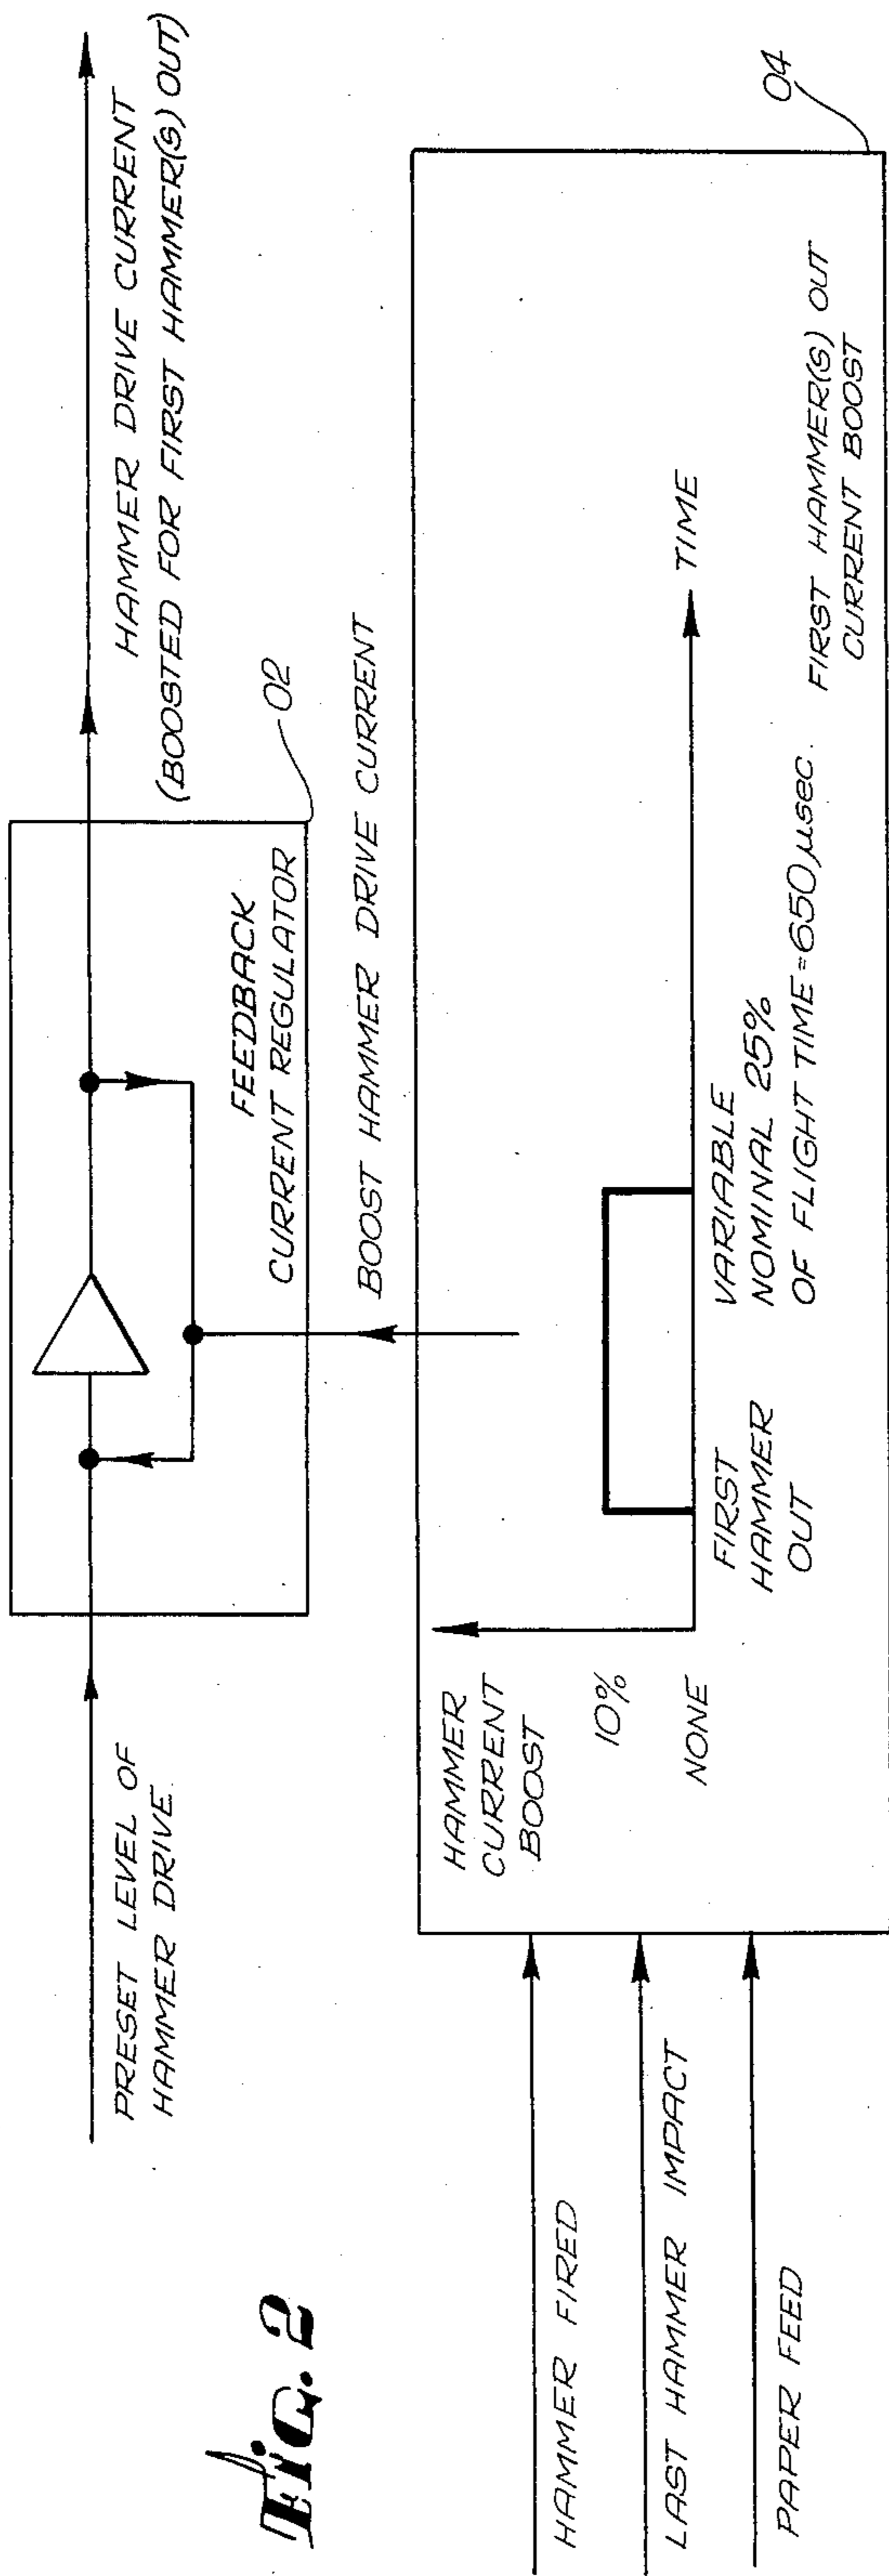 Fig. 2
PRESET LEVEL OF
HAMMER DRIVE
FEEDBACK
CURRENT REGULATOR
02
HAMMER DRIVE CURRENT
(BOOSTED FOR FIRST HAMMER(S) OUT)
BOOST HAMMER DRIVE CURRENT
HAMMER FIRED
LAST HAMMER IMPACT
PAPER FEED
HAMMER
CURRENT
BOOST
10%
NONE
FIRST
HAMMER
OUT
VARIABLE
NOMINAL 25%
OF FLIGHT TIME=650 µsec.
TIME
FIRST HAMMER(S) OUT
CURRENT BOOST
04